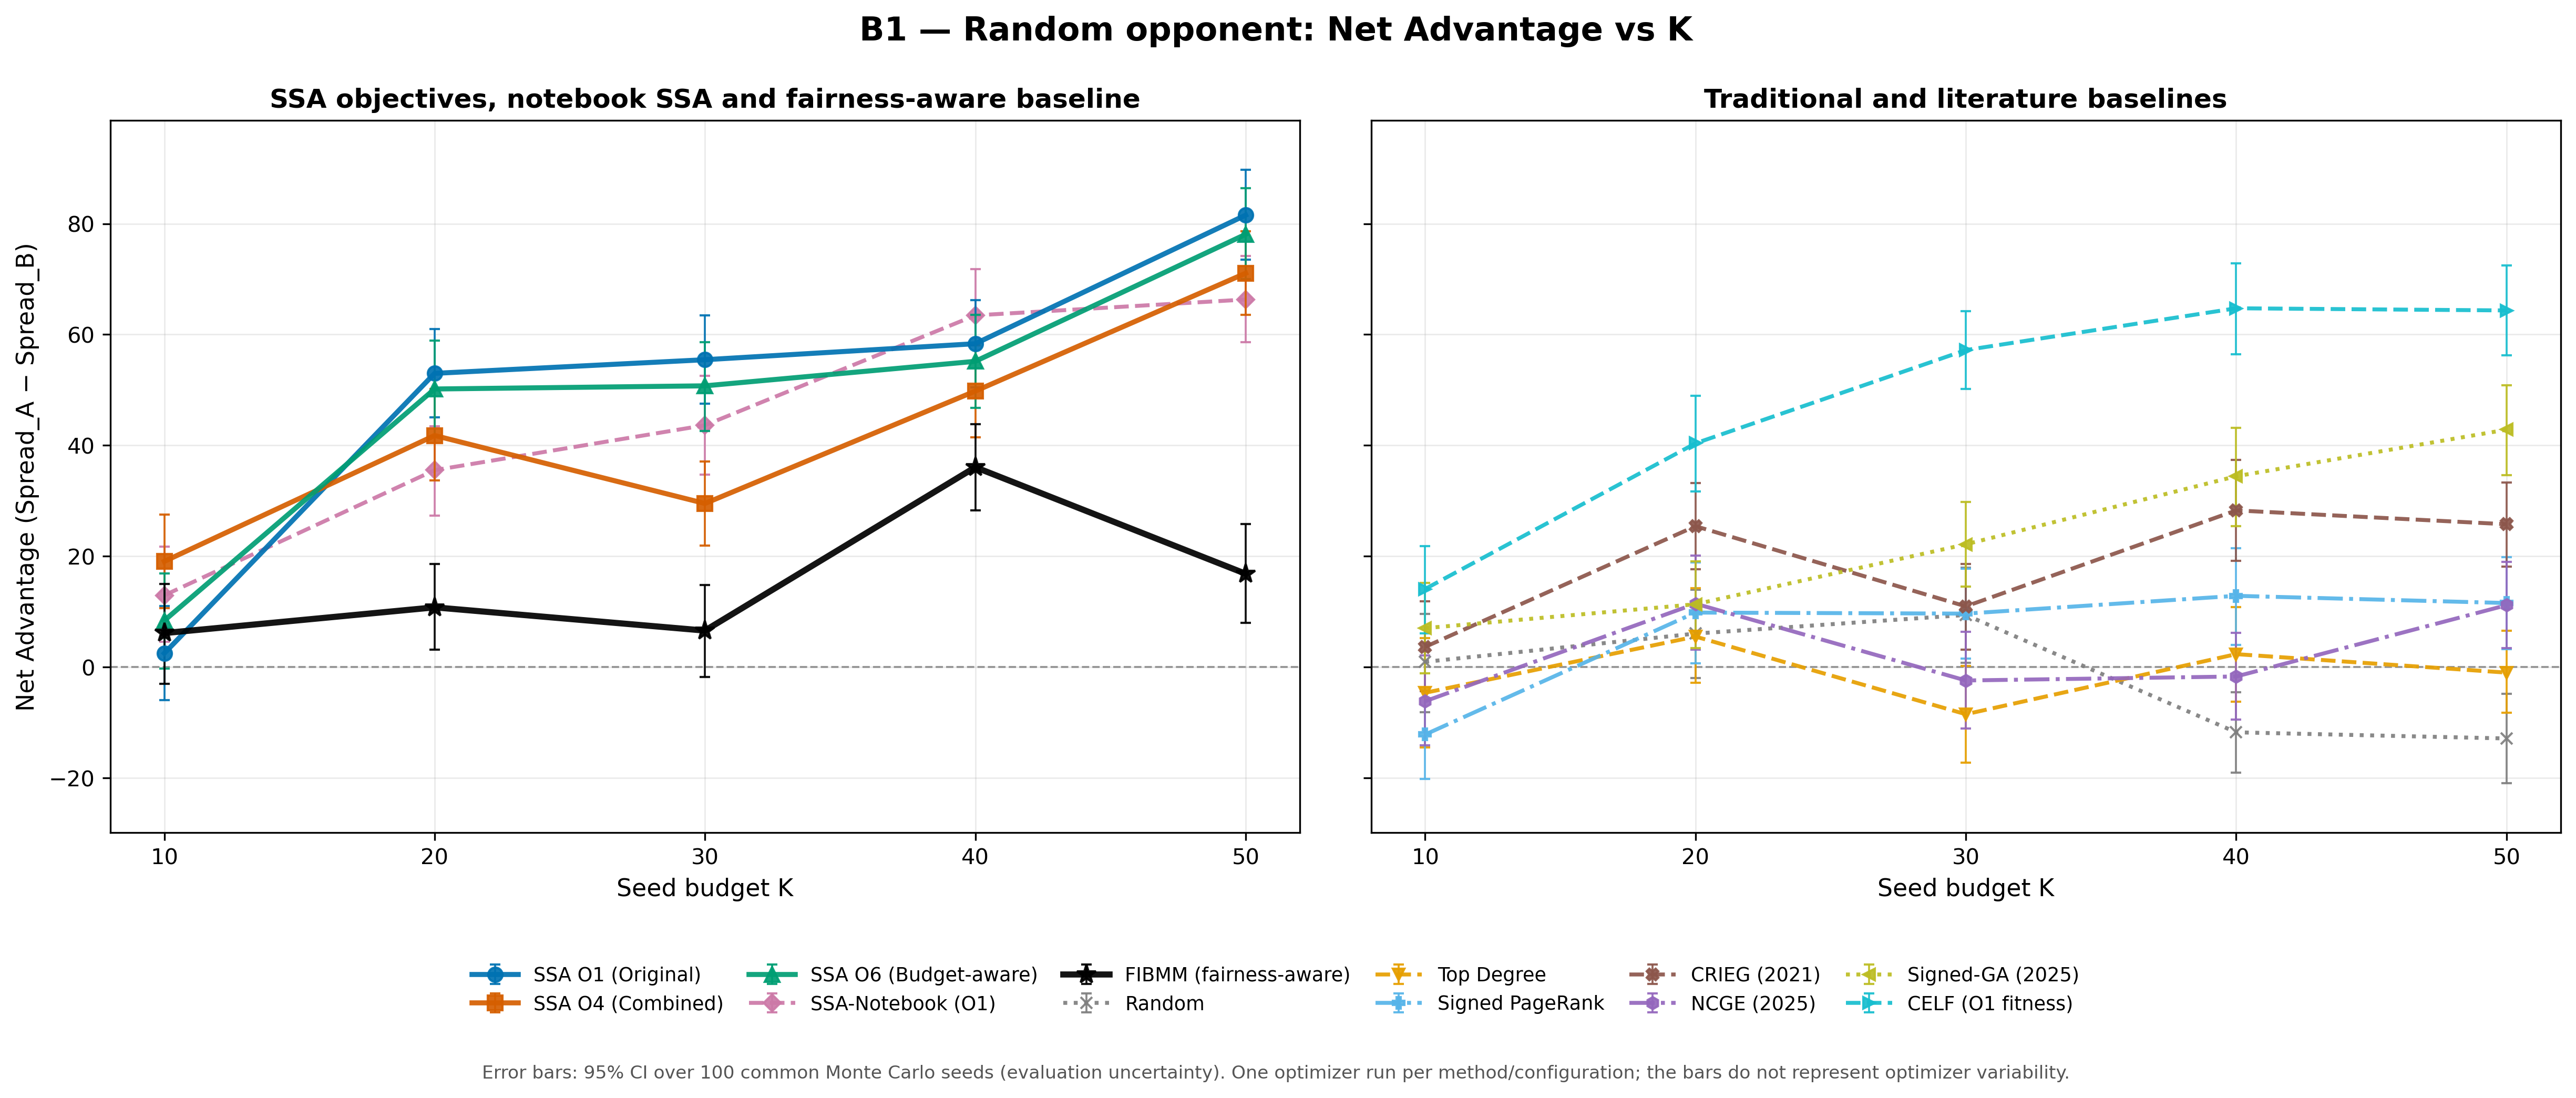 B1 — Random opponent: Net Advantage vs K
SSA objectives, notebook SSA and fairness-aware baseline
Traditional and literature baselines
Net Advantage (Spread_A − Spread_B)
80
60
40
20
0
−20
10 20 30 40 50
10 20 30 40 50
Seed budget K
Seed budget K
SSA O1 (Original)
SSA O4 (Combined)
SSA O6 (Budget-aware)
SSA-Notebook (O1)
FIBMM (fairness-aware)
Random
Top Degree
Signed PageRank
CRIEG (2021)
NCGE (2025)
Signed-GA (2025)
CELF (O1 fitness)
Error bars: 95% CI over 100 common Monte Carlo seeds (evaluation uncertainty). One optimizer run per method/configuration; the bars do not represent optimizer variability.